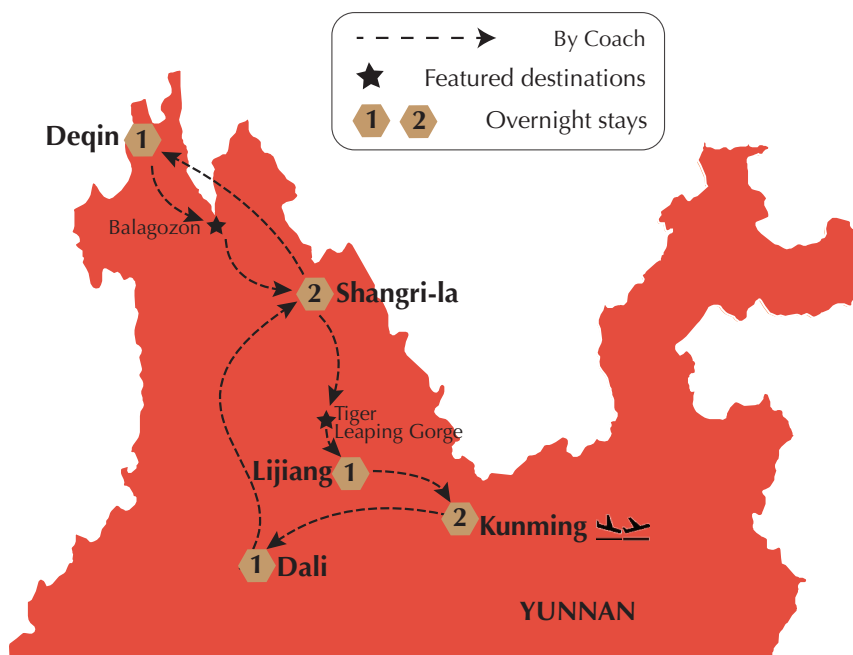 By Coach
Featured destinations
1 2 Overnight stays
Deqin 1
Balagozon
2 Shangri-la
Tiger
Leaping Gorge
Lijiang 1
2 Kunming
1 Dali
YUNNAN